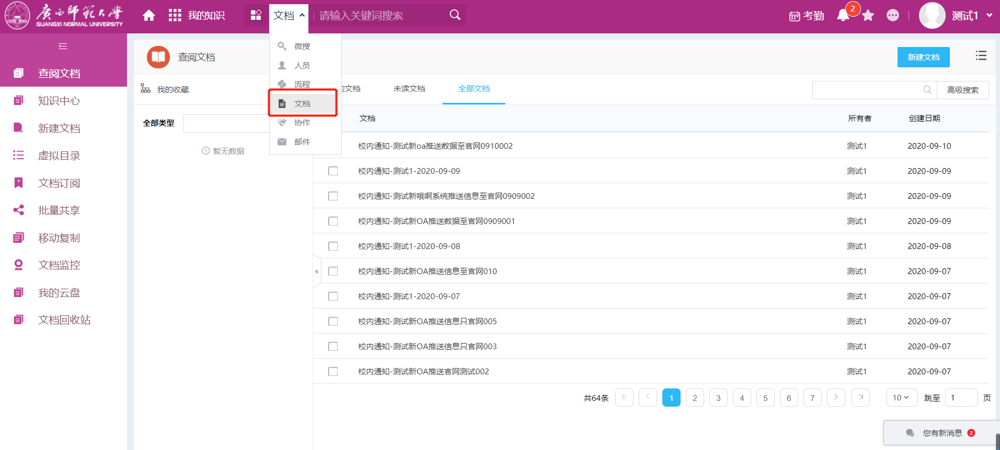 广西师范大学
GUANGXI NORMAL UNIVERSITY
我的知识
文档
请输入关键词搜索
考勤
2
测试1
微搜
人员
流程
文档
协作
邮件
查阅文档
知识中心
新建文档
虚拟目录
文档订阅
批量共享
移动复制
文档监控
我的云盘
文档回收站
查阅文档
新建文档
我的收藏
文档
未读文档
全部文档
高级搜索
全部类型
暂无数据
文档 所有者 创建日期
校内通知-测试新oa推送数据至官网0910002 测试1 2020-09-10
校内通知-测试1-2020-09-09 测试1 2020-09-09
校内通知-测试新哦啊系统推送信息至官网0909002 测试1 2020-09-09
校内通知-测试新OA推送数据至官网0909001 测试1 2020-09-09
校内通知-测试1-2020-09-08 测试1 2020-09-08
校内通知-测试新OA推送信息至官网010 测试1 2020-09-07
校内通知-测试1-2020-09-07 测试1 2020-09-07
校内通知-测试新OA推送信息只官网005 测试1 2020-09-07
校内通知-测试新OA推送信息只官网003 测试1 2020-09-07
校内通知-测试新OA推送官网测试002 测试1 2020-09-07
共64条 1 2 3 4 5 6 7 10 跳至 1 页
您有新消息 2